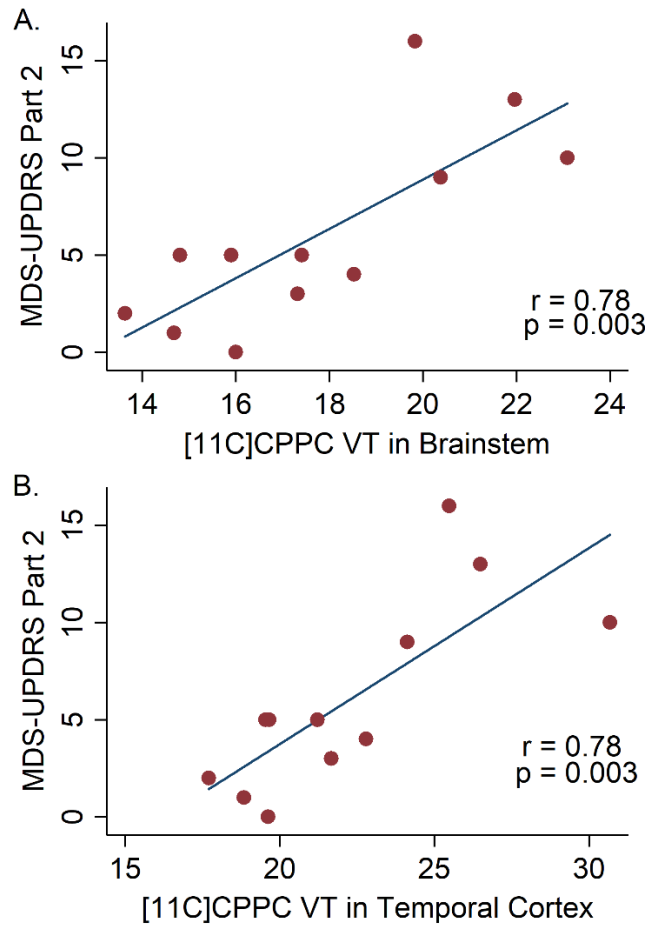 A.
MDS-UPDRS Part 2
15
10
5
0
r = 0.78
p = 0.003
14 16 18 20 22 24
[11C]CPPC VT in Brainstem
B.
MDS-UPDRS Part 2
15
10
5
0
r = 0.78
p = 0.003
15 20 25 30
[11C]CPPC VT in Temporal Cortex